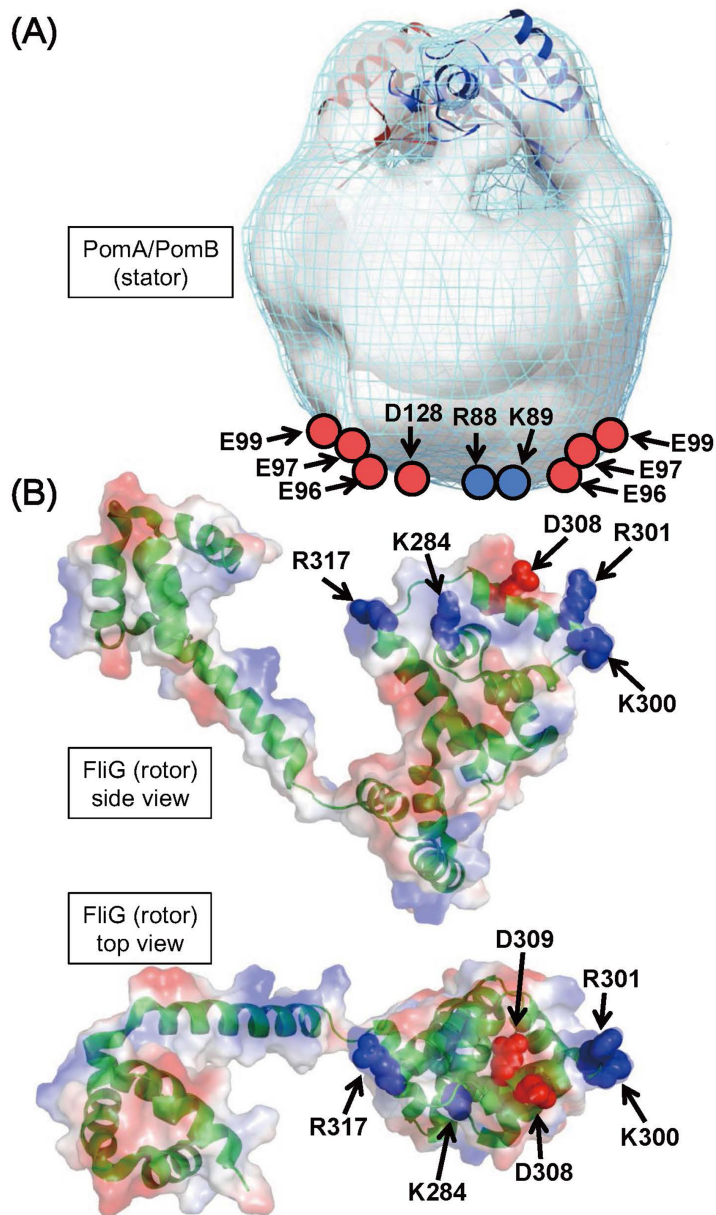 (A)
PomA/PomB
(stator)
D128
R88
K89
E99
E97
E96
E99
E97
E96
(B)
R317
K284
D308
R301
K300
FliG (rotor)
side view
FliG (rotor)
top view
D309
R301
R317
K284
D308
K300